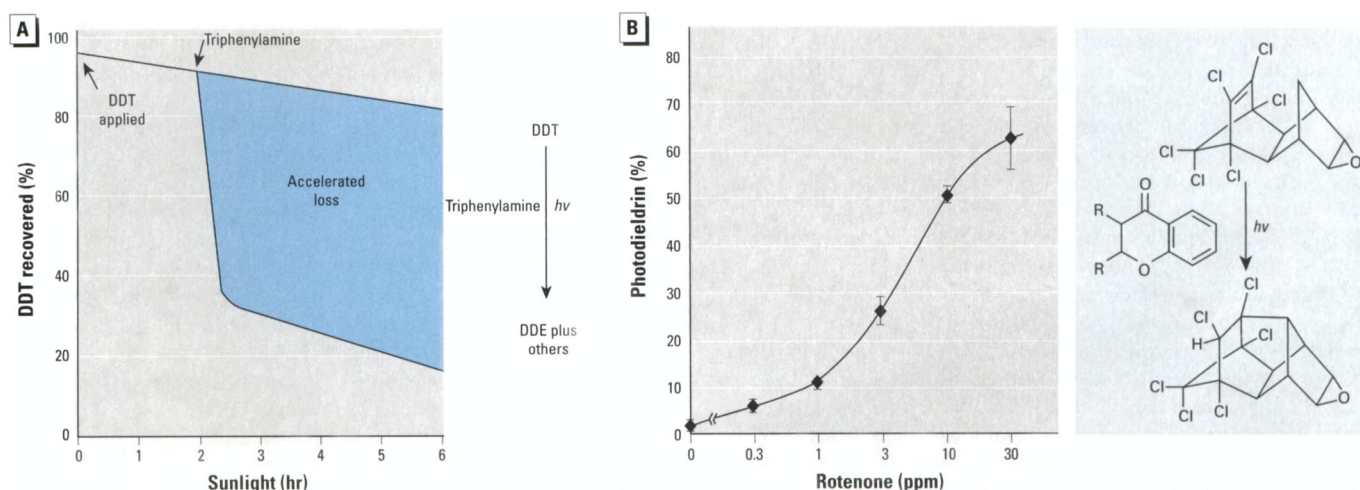 A
100
80
60
40
20
0
DDT recovered (%)
Triphenylamine
DDT
applied
Accelerated
loss
0 1 2 3 4 5 6
Sunlight (hr)
DDT
Triphenylamine hv
DDE plus
others
B
80
70
60
50
40
30
20
10
0
Photodieldrin (%)
0 0.3 1 3 10 30
Rotenone (ppm)
Cl
Cl
Cl
Cl
Cl
Cl
O
O
R
R
O
hv
Cl
Cl
H
Cl
Cl
Cl
Cl
O